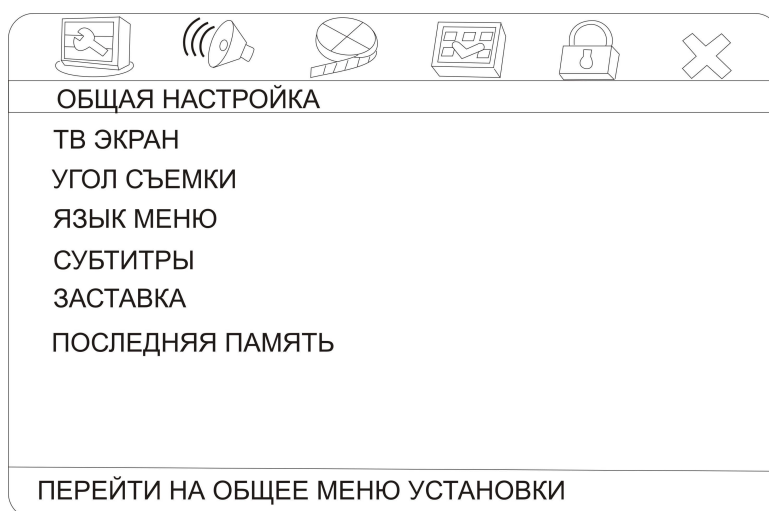 ОБЩАЯ НАСТРОЙКА
ТВ ЭКРАН
УГОЛ СЪЕМКИ
ЯЗЫК МЕНЮ
СУБТИТРЫ
ЗАСТАВКА
ПОСЛЕДНЯЯ ПАМЯТЬ
ПЕРЕЙТИ НА ОБЩЕЕ МЕНЮ УСТАНОВКИ